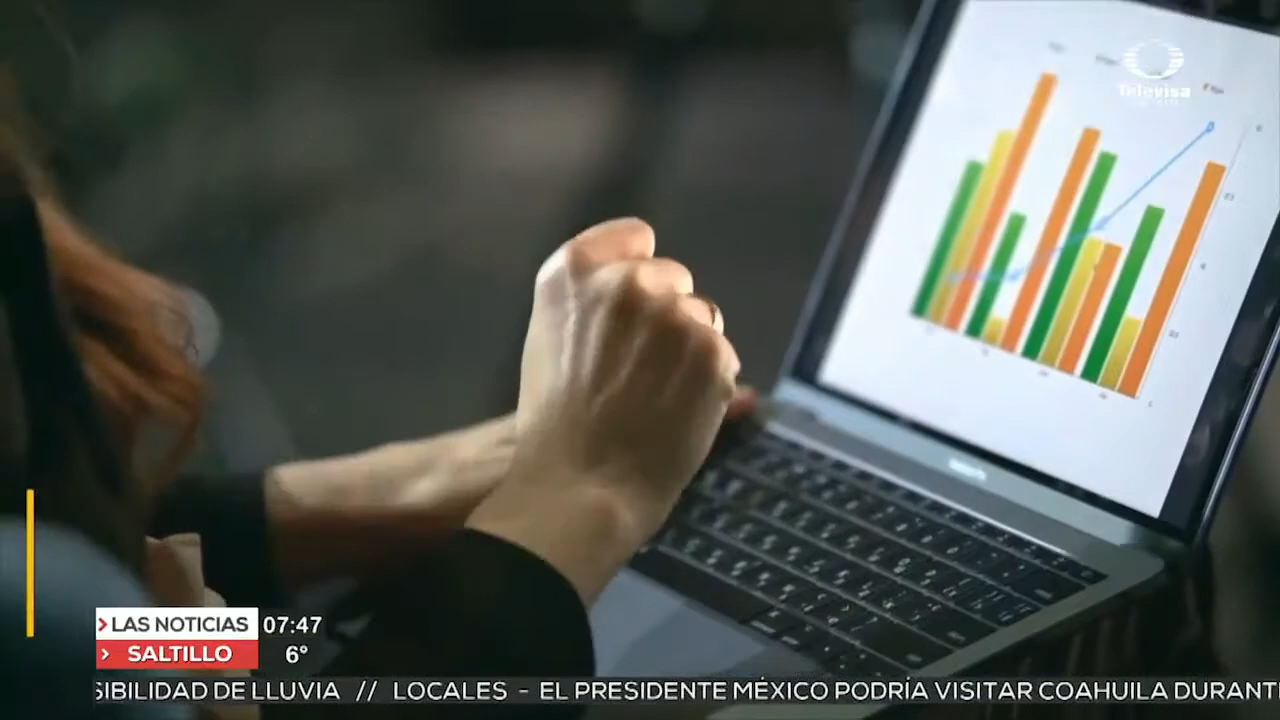 Televisa
LAS NOTICIAS
07:47
SALTILLO
6°
SIBILIDAD DE LLUVIA // LOCALES - EL PRESIDENTE MÉXICO PODRÍA VISITAR COAHUILA DURANT